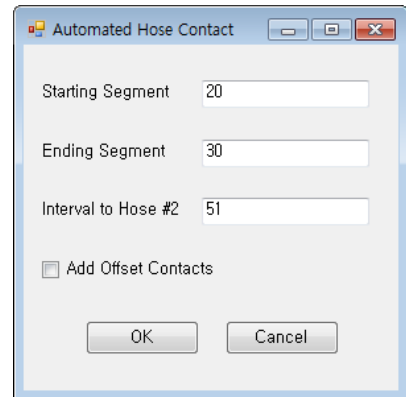 Automated Hose Contact
Starting Segment 20
Ending Segment 30
Interval to Hose #2 51
Add Offset Contacts
OK Cancel